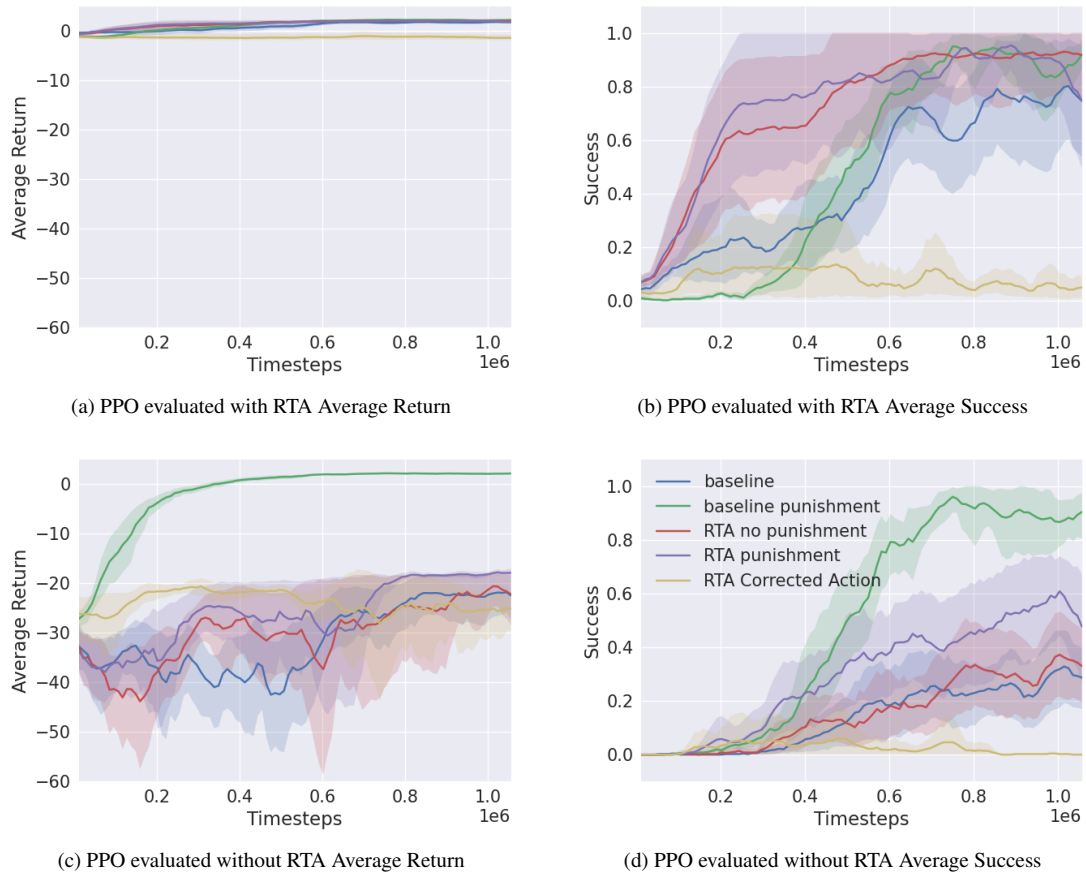 0
−10
−20
−30
−40
−50
−60
Average Return
0.2 0.4 0.6 0.8 1.0
1e6
Timesteps
(a) PPO evaluated with RTA Average Return
1.0
0.8
0.6
0.4
0.2
0.0
Success
0.2 0.4 0.6 0.8 1.0
1e6
Timesteps
(b) PPO evaluated with RTA Average Success
0
−10
−20
−30
−40
−50
−60
Average Return
0.2 0.4 0.6 0.8 1.0
1e6
Timesteps
(c) PPO evaluated without RTA Average Return
1.0
0.8
0.6
0.4
0.2
0.0
Success
baseline
baseline punishment
RTA no punishment
RTA punishment
RTA Corrected Action
0.2 0.4 0.6 0.8 1.0
1e6
Timesteps
(d) PPO evaluated without RTA Average Success